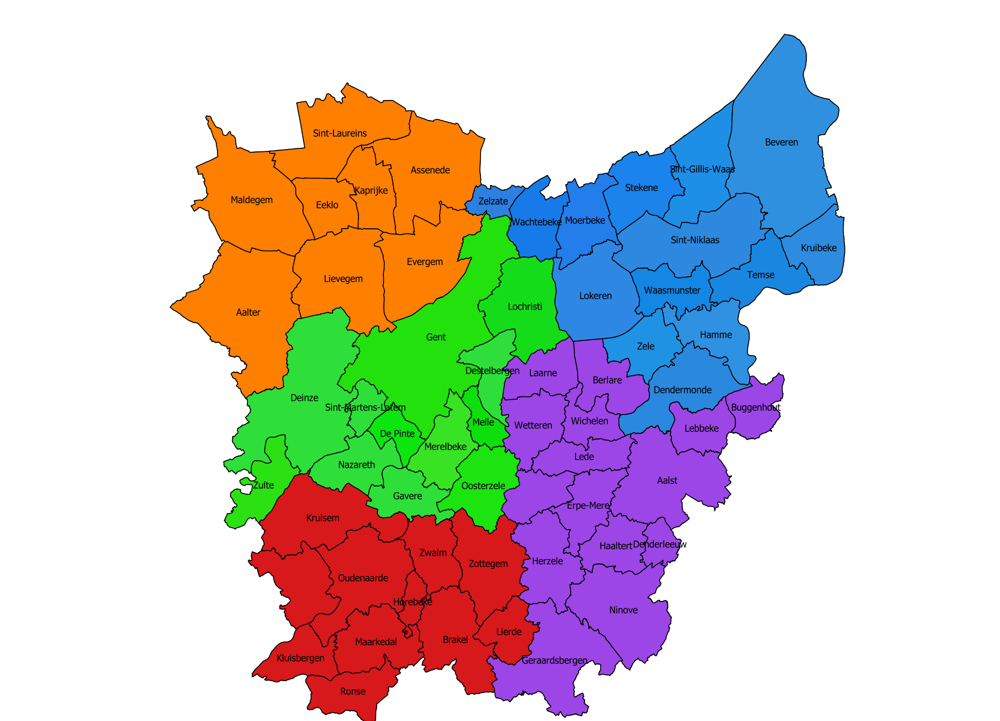 Sint-Laureins
Beveren
Assenede
Sint-Gillis-Waas
Stekene
Kaprijke
Maldegem
Eeklo
Zelzate
Wachtebeke
Moerbeke
Sint-Niklaas
Kruibeke
Evergem
Temse
Lievegem
Waasmunster
Lokeren
Lochristi
Aalter
Hamme
Gent
Zele
Destelbergen
Laarne
Berlare
Dendermonde
Deinze
Sint-Martens-Latem
Buggenhout
Wichelen
Melle
Wetteren
Lebbeke
De Pinte
Merelbeke
Lede
Nazareth
Aalst
Zulte
Oosterzele
Gavere
Erpe-Mere
Kruisem
Haaltert
Denderleeuw
Zwalm
Herzele
Zottegem
Oudenaarde
Horebeke
Ninove
Lierde
Brakel
Maarkedal
Kluisbergen
Geraardsbergen
Ronse